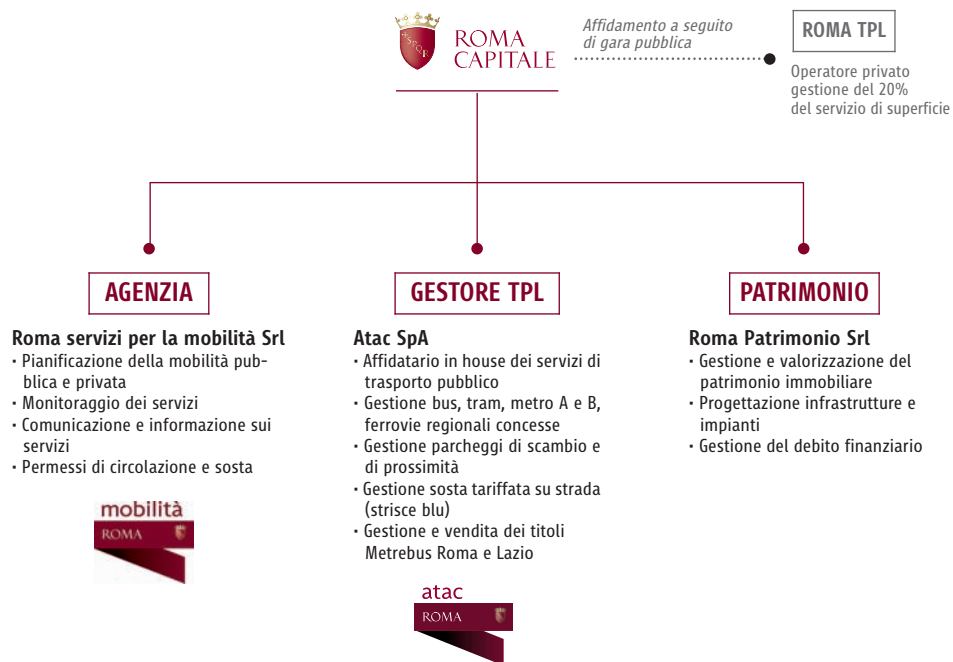 SPQR
ROMA
CAPITALE
Affidamento a seguito
di gara pubblica
ROMA TPL
Operatore privato
gestione del 20%
del servizio di superficie
AGENZIA
Roma servizi per la mobilità Srl
· Pianificazione della mobilità pub-
blica e privata
· Monitoraggio dei servizi
· Comunicazione e informazione sui
servizi
· Permessi di circolazione e sosta
mobilità
ROMA
GESTORE TPL
Atac SpA
· Affidatario in house dei servizi di
trasporto pubblico
· Gestione bus, tram, metro A e B,
ferrovie regionali concesse
· Gestione parcheggi di scambio e
di prossimità
· Gestione sosta tariffata su strada
(strisce blu)
· Gestione e vendita dei titoli
Metrebus Roma e Lazio
atac
ROMA
PATRIMONIO
Roma Patrimonio Srl
· Gestione e valorizzazione del
patrimonio immobiliare
· Progettazione infrastrutture e
impianti
· Gestione del debito finanziario